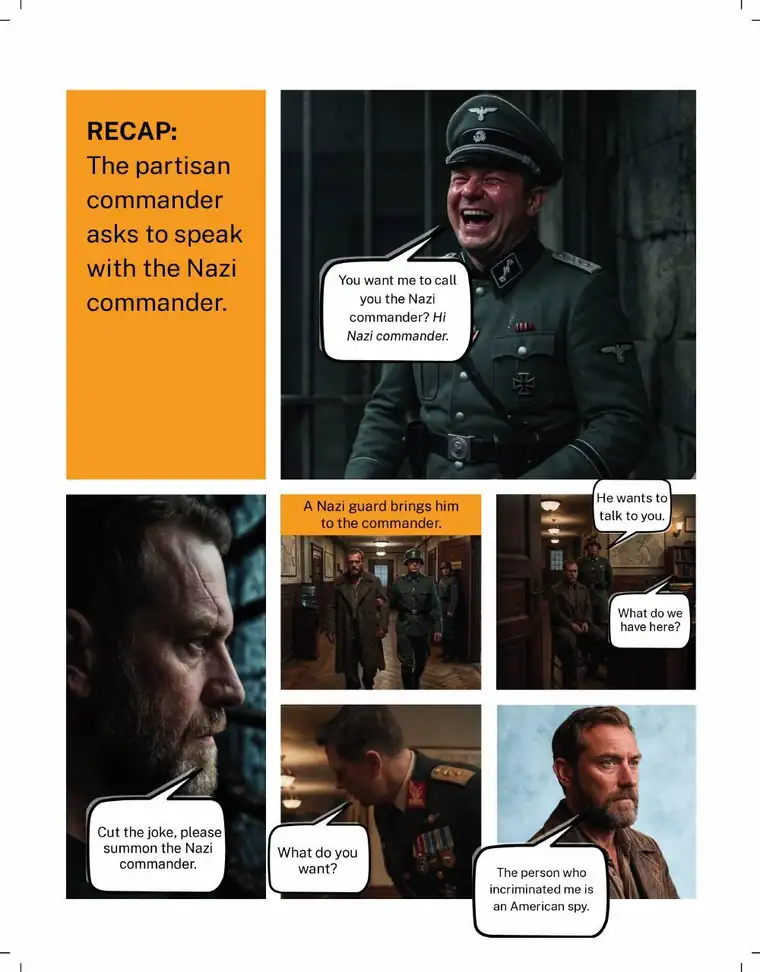 RECAP:
The partisan
commander
asks to speak
with the Nazi
commander.
You want me to call
you the Nazi
commander? Hi
Nazi commander.
Cut the joke, please
summon the Nazi
commander.
A Nazi guard brings him
to the commander.
He wants to
talk to you.
What do we
have here?
What do you
want?
The person who
incriminated me is
an American spy.